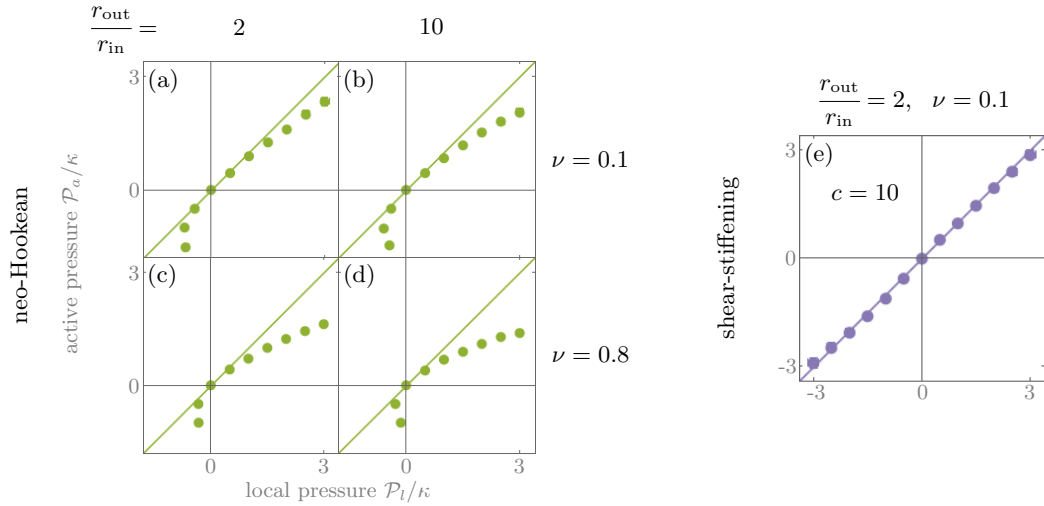 r_out/r_in = 2 10
(a) (b)
3
0
ν = 0.1
(c) (d)
3
0
ν = 0.8
0 3 0 3
local pressure 𝒫_l/κ
active pressure 𝒫_a/κ
neo-Hookean
r_out/r_in = 2, ν = 0.1
(e)
3
c = 10
0
-3
-3 0 3
shear-stiffening